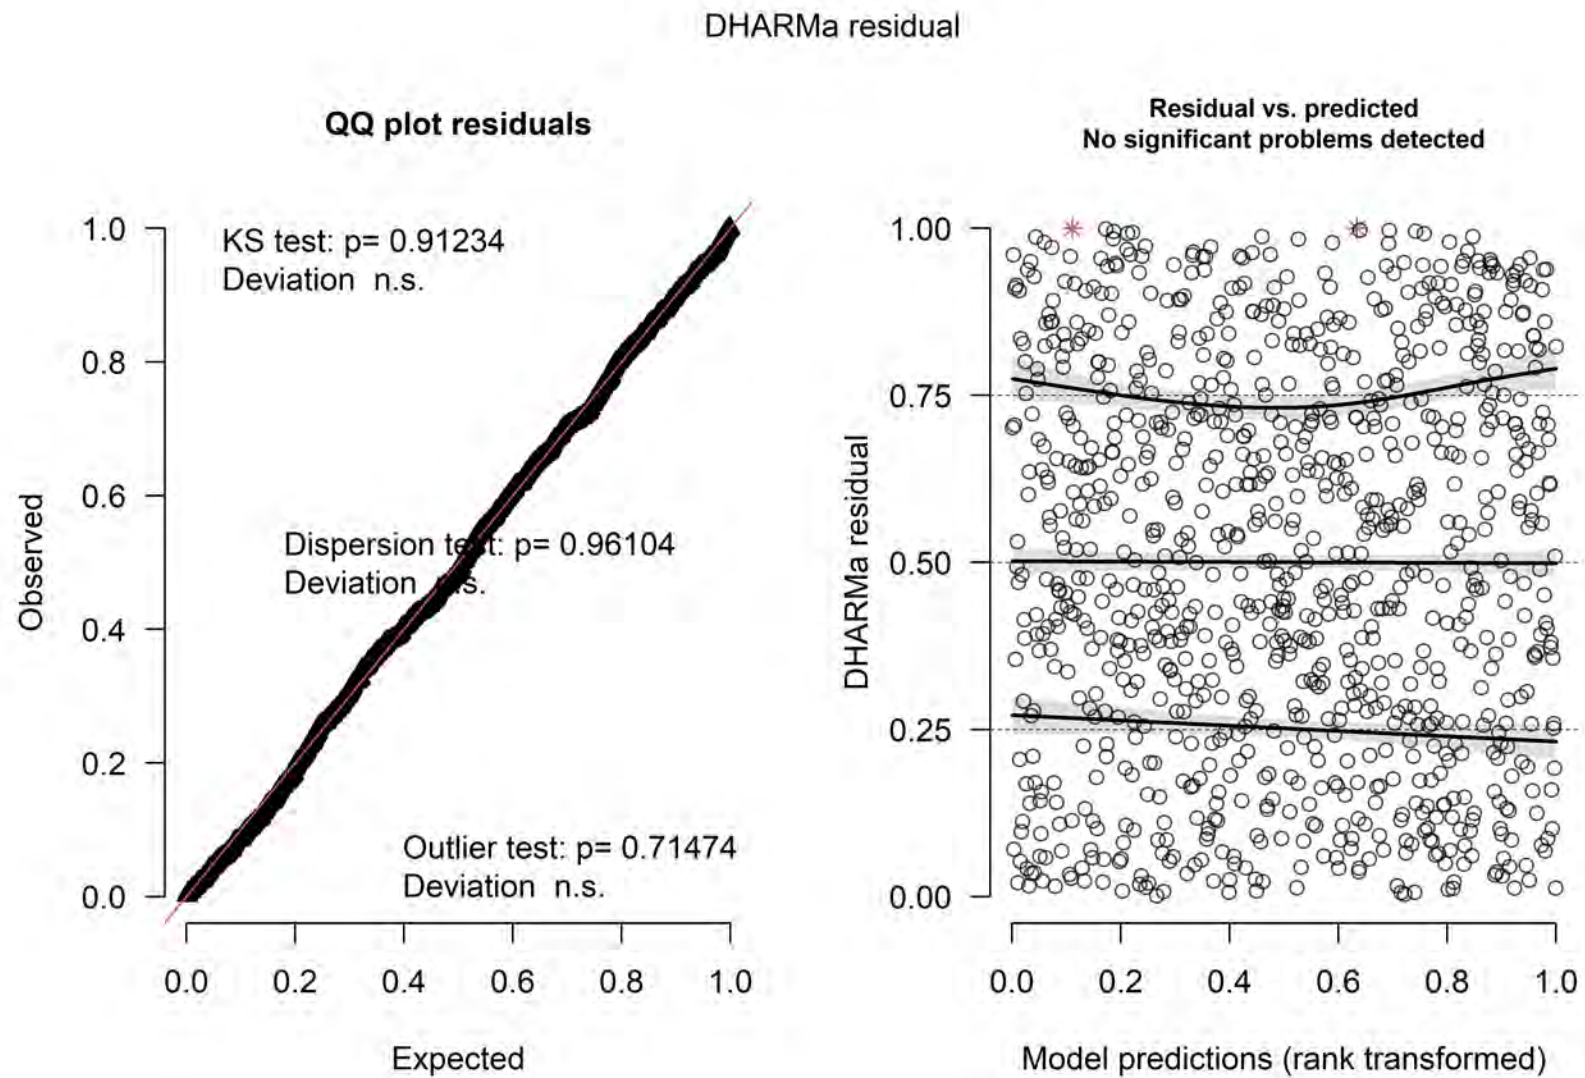 DHARMa residual
QQ plot residuals
KS test: p= 0.91234
Deviation n.s.
Dispersion test: p= 0.96104
Deviation n.s.
Outlier test: p= 0.71474
Deviation n.s.
Observed
1.0
0.8
0.6
0.4
0.2
0.0
0.0 0.2 0.4 0.6 0.8 1.0
Expected
Residual vs. predicted
No significant problems detected
DHARMa residual
1.00
0.75
0.50
0.25
0.00
0.0 0.2 0.4 0.6 0.8 1.0
Model predictions (rank transformed)